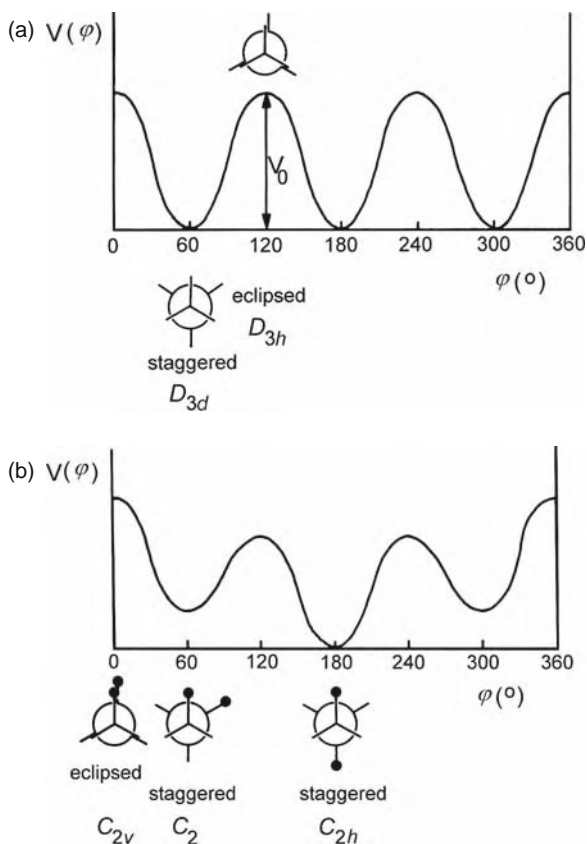 (a) V(φ)
V₀
0 60 120 180 240 300 360
φ(°)
eclipsed
D₃ₕ
staggered
D₃d
(b) V(φ)
0 60 120 180 240 300 360
φ(°)
eclipsed
staggered staggered
C₂ᵥ C₂ C₂ₕ